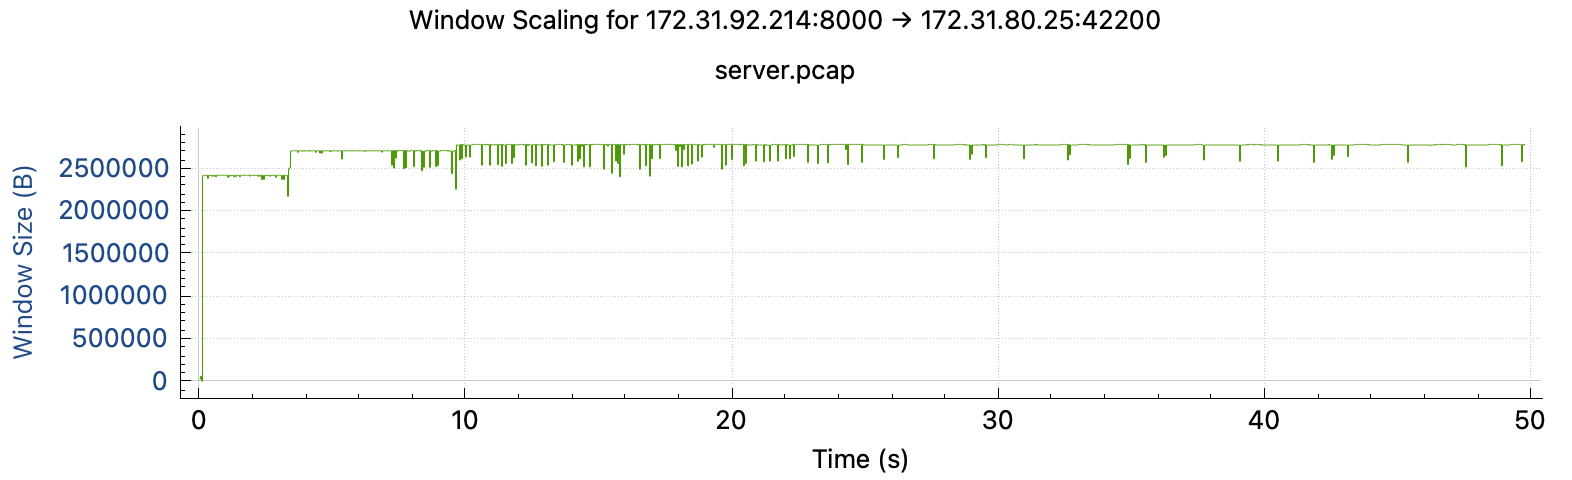 Window Scaling for 172.31.92.214:8000 → 172.31.80.25:42200
server.pcap
Window Size (B)
2500000
2000000
1500000
1000000
500000
0
0 10 20 30 40 50
Time (s)